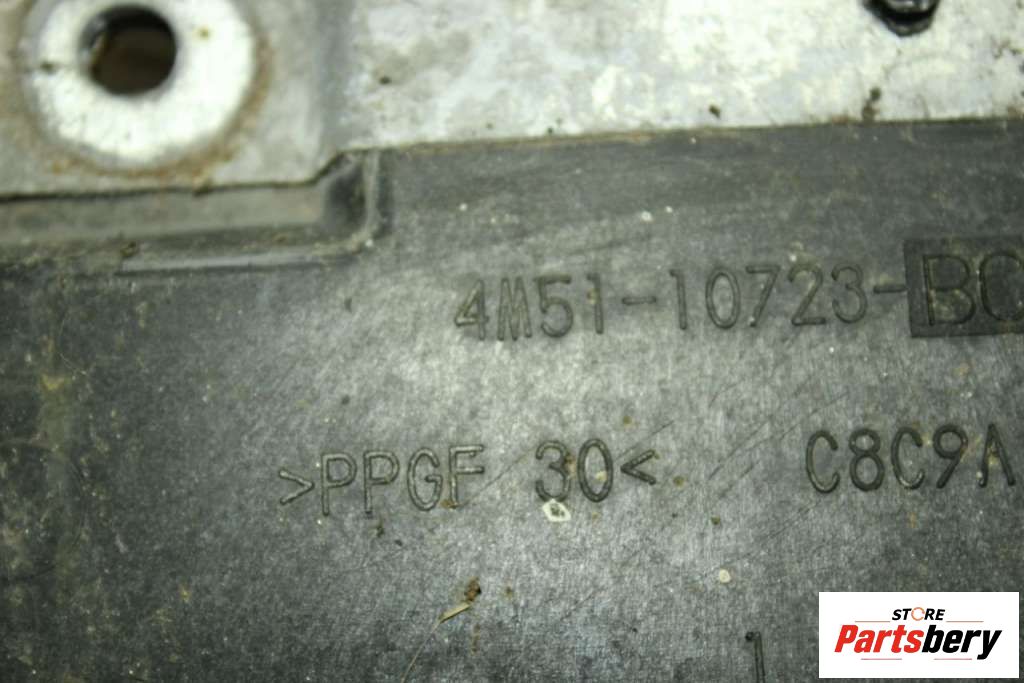 4M51-10723-BC
>PPGF 30<
C8C9A
STORE
Partsbery